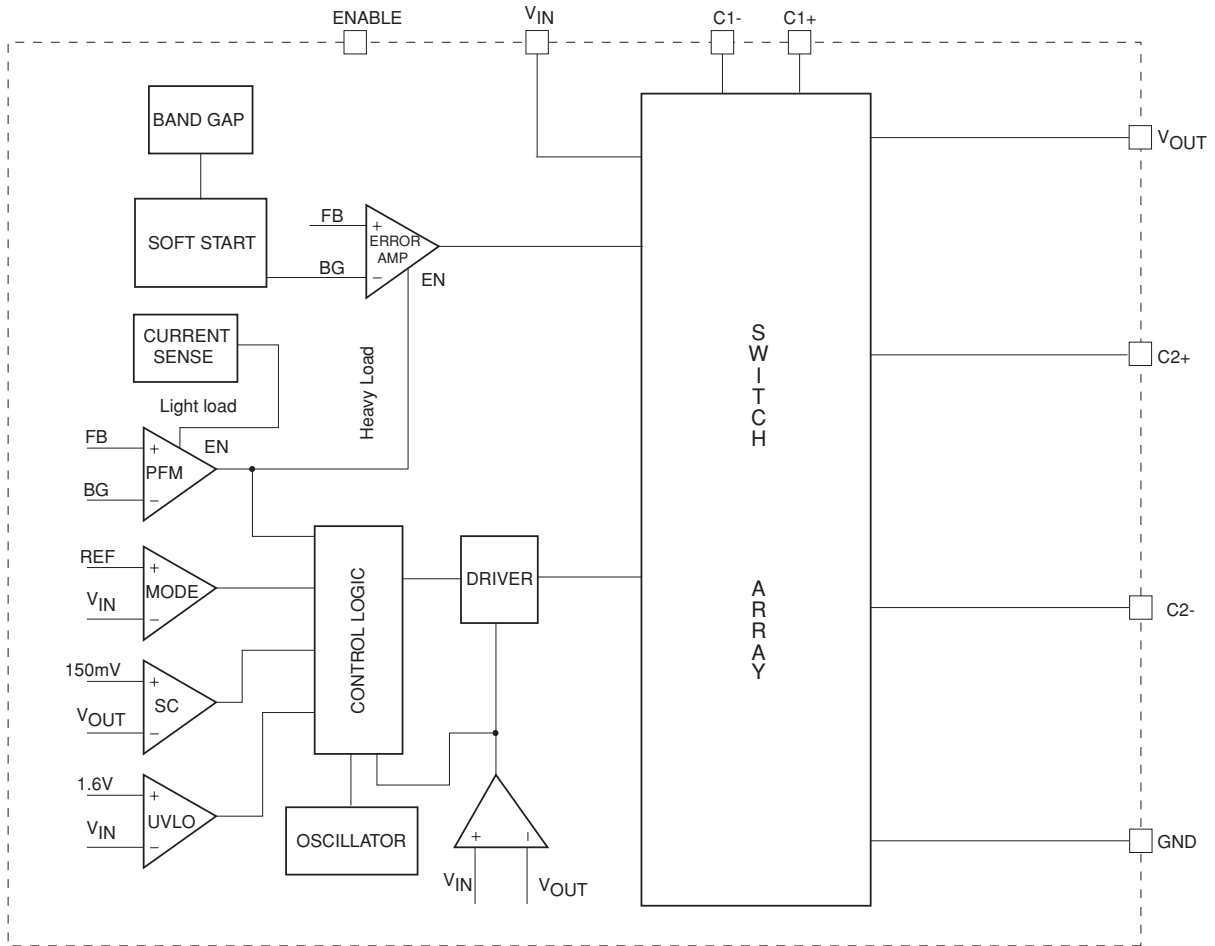 ENABLE
VIN
C1-
C1+
BAND GAP
VOUT
SOFT START
FB
+
ERROR
AMP
BG
−
EN
CURRENT
SENSE
Light load
Heavy Load
SWITCH
ARRAY
C2+
FB
+
EN
PFM
BG
−
REF
+
MODE
VIN
−
CONTROL LOGIC
DRIVER
C2-
150mV
+
SC
VOUT
−
1.6V
+
UVLO
VIN
−
OSCILLATOR
+
−
VIN
VOUT
GND